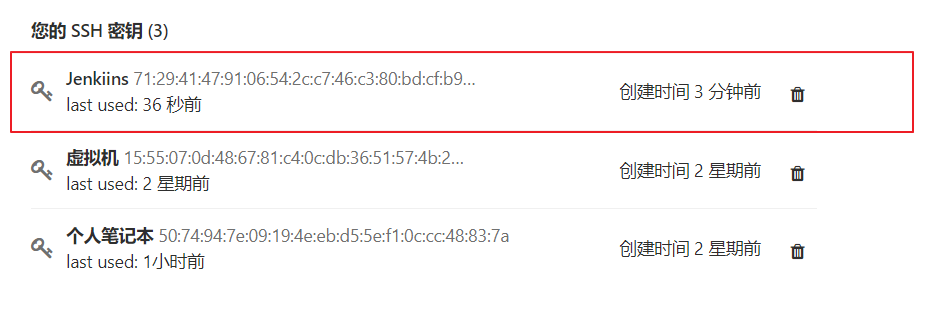 您的 SSH 密钥 (3)
Jenkiins 71:29:41:47:91:06:54:2c:c7:46:c3:80:bd:cf:b9...
last used: 36 秒前
创建时间 3 分钟前
虚拟机 15:55:07:0d:48:67:81:c4:0c:db:36:51:57:4b:2...
last used: 2 星期前
创建时间 2 星期前
个人笔记本 50:74:94:7e:09:19:4e:eb:d5:5e:f1:0c:cc:48:83:7a
last used: 1小时前
创建时间 2 星期前